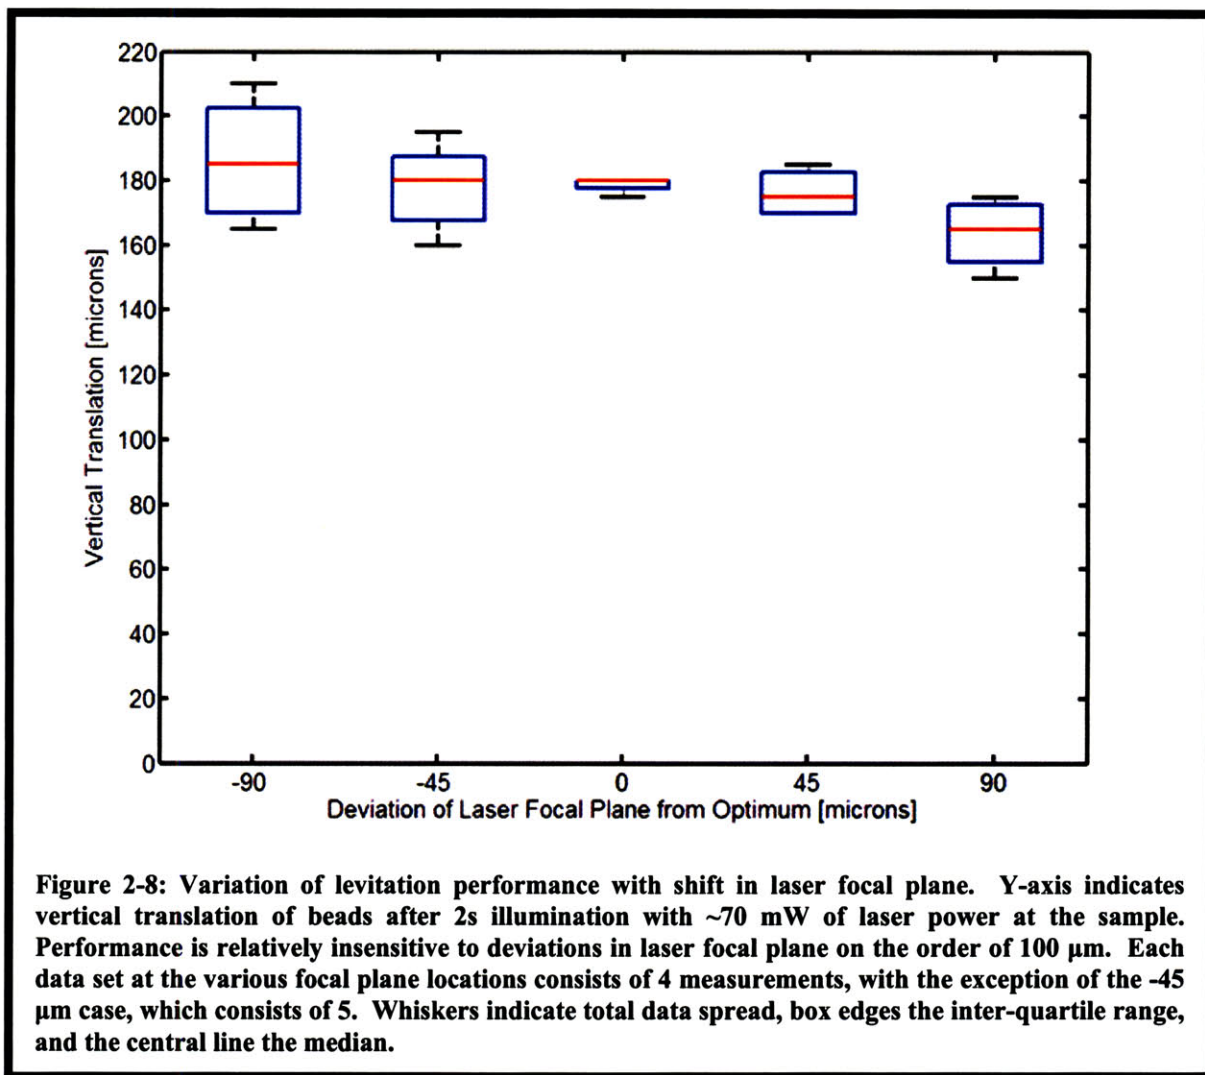 220
200
180
160
140
120
100
80
60
40
20
0
Vertical Translation [microns]
-90 -45 0 45 90
Deviation of Laser Focal Plane from Optimum [microns]
Figure 2-8: Variation of levitation performance with shift in laser focal plane. Y-axis indicates
vertical translation of beads after 2s illumination with ~70 mW of laser power at the sample.
Performance is relatively insensitive to deviations in laser focal plane on the order of 100 µm. Each
data set at the various focal plane locations consists of 4 measurements, with the exception of the -45
µm case, which consists of 5. Whiskers indicate total data spread, box edges the inter-quartile range,
and the central line the median.